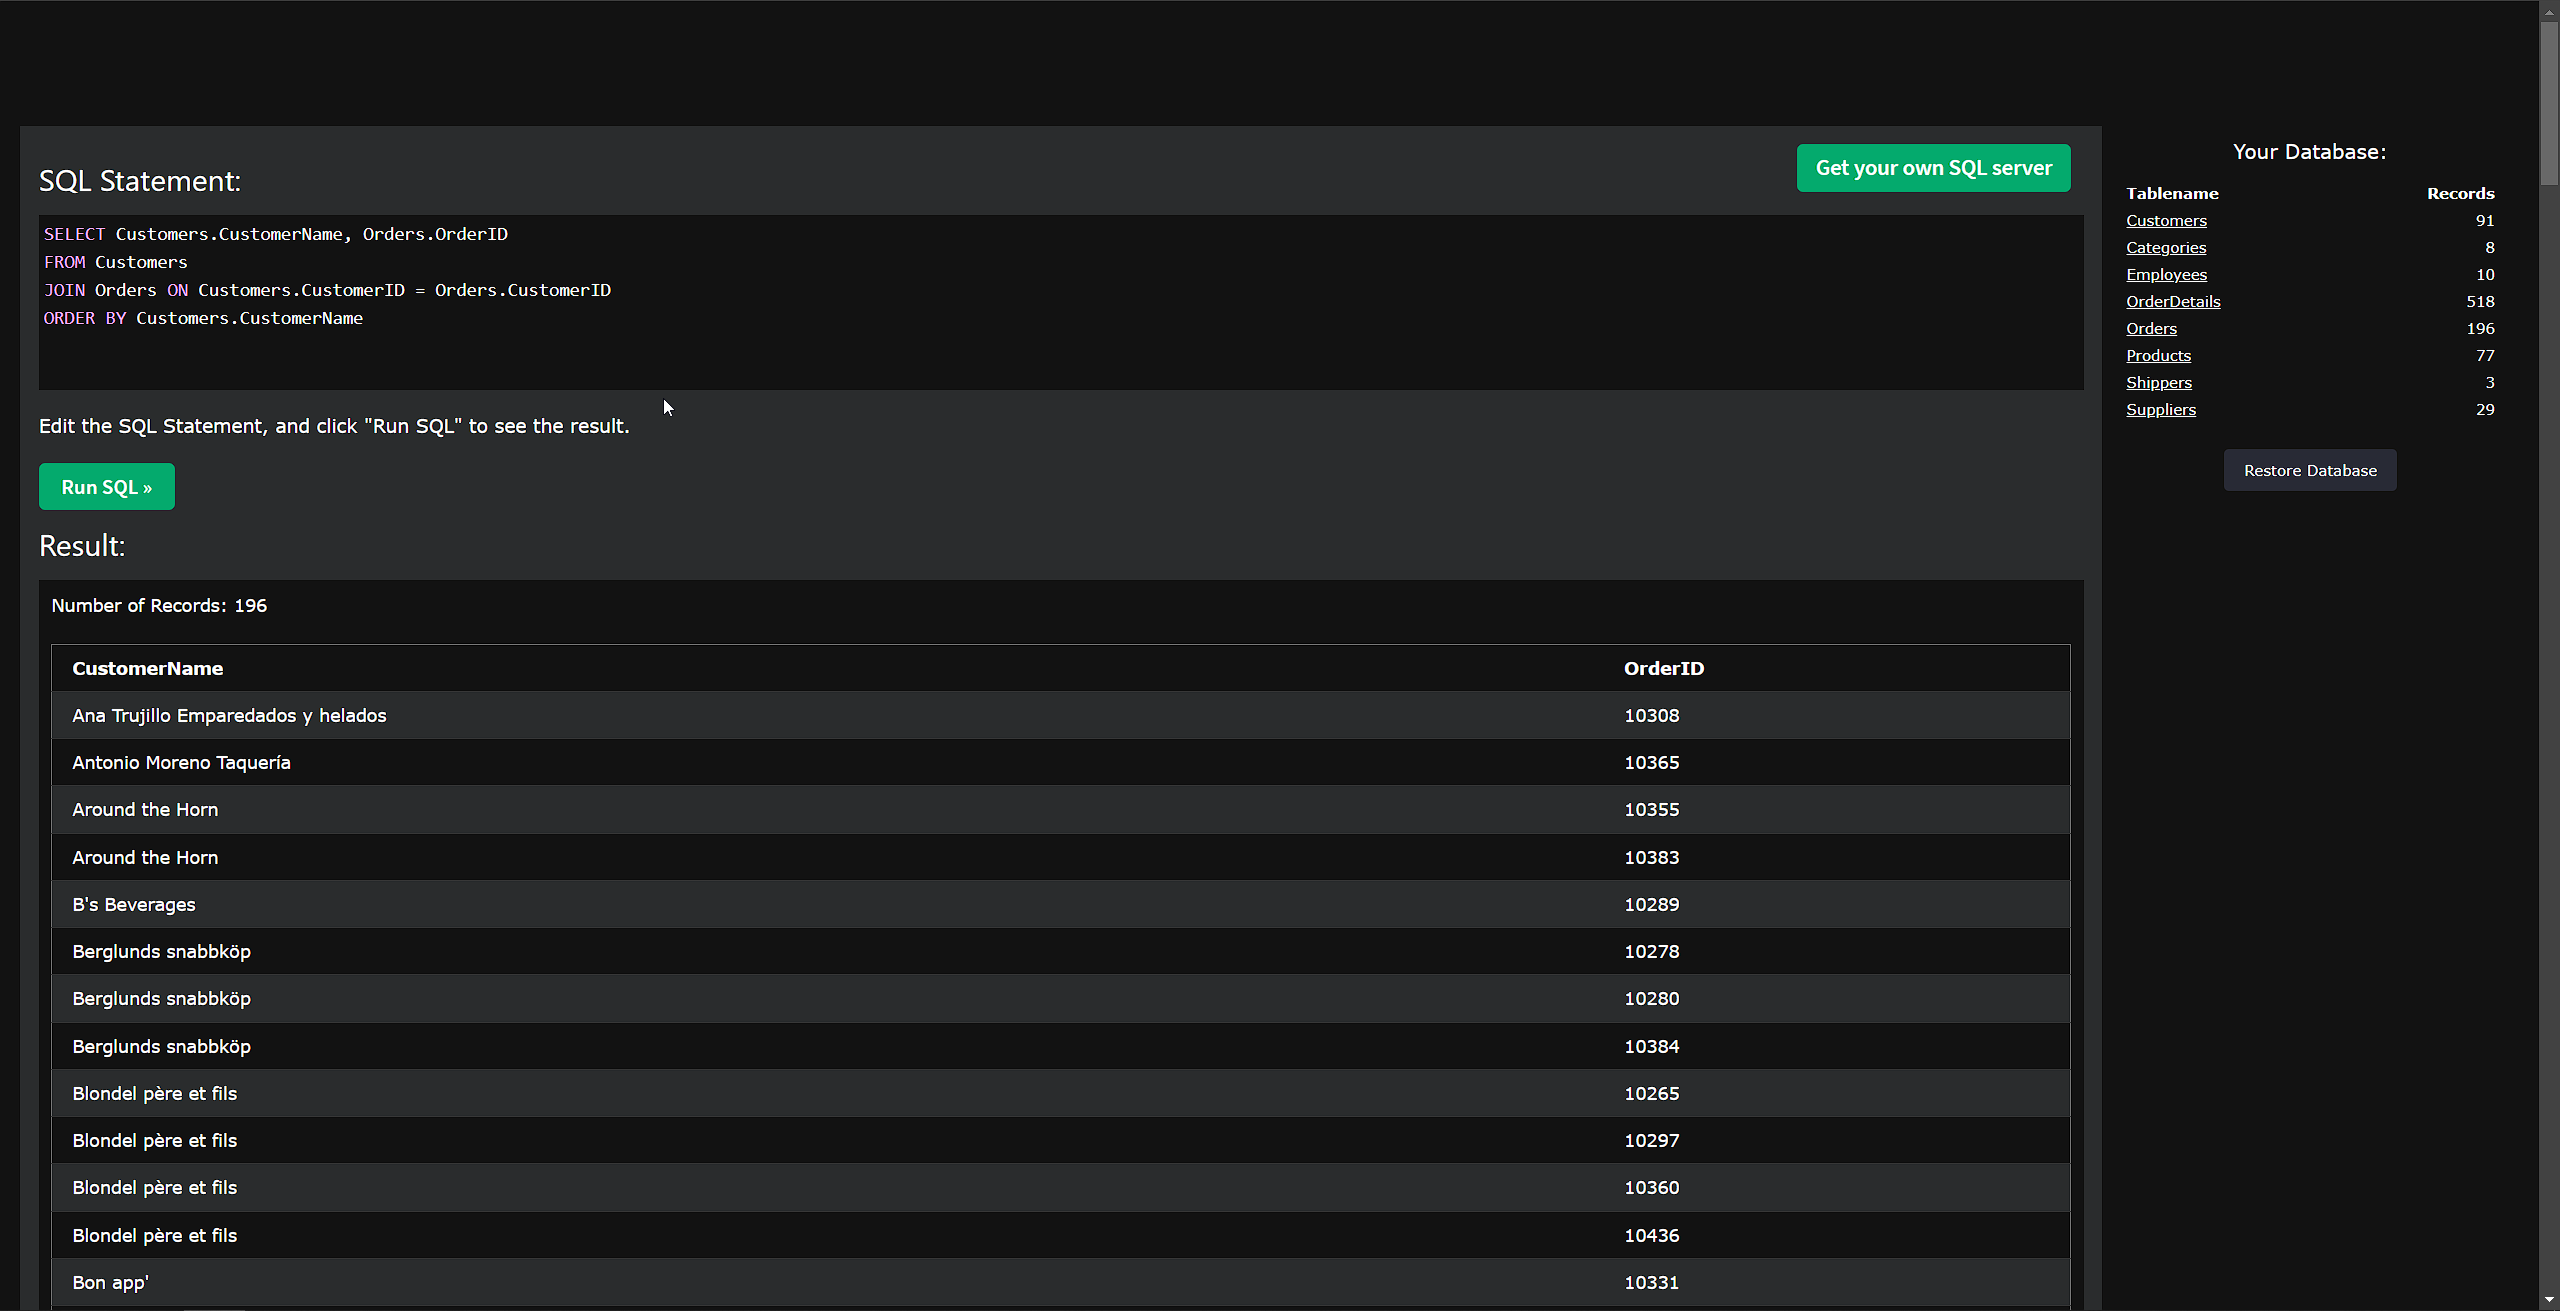 SQL Statement:
Get your own SQL server
SELECT Customers.CustomerName, Orders.OrderID
FROM Customers
JOIN Orders ON Customers.CustomerID = Orders.CustomerID
ORDER BY Customers.CustomerName
Edit the SQL Statement, and click "Run SQL" to see the result.
Run SQL »
Result:
Number of Records: 196
CustomerName OrderID
Ana Trujillo Emparedados y helados 10308
Antonio Moreno Taquería 10365
Around the Horn 10355
Around the Horn 10383
B's Beverages 10289
Berglunds snabbköp 10278
Berglunds snabbköp 10280
Berglunds snabbköp 10384
Blondel père et fils 10265
Blondel père et fils 10297
Blondel père et fils 10360
Blondel père et fils 10436
Bon app' 10331
Your Database:
Tablename Records
Customers 91
Categories 8
Employees 10
OrderDetails 518
Orders 196
Products 77
Shippers 3
Suppliers 29
Restore Database